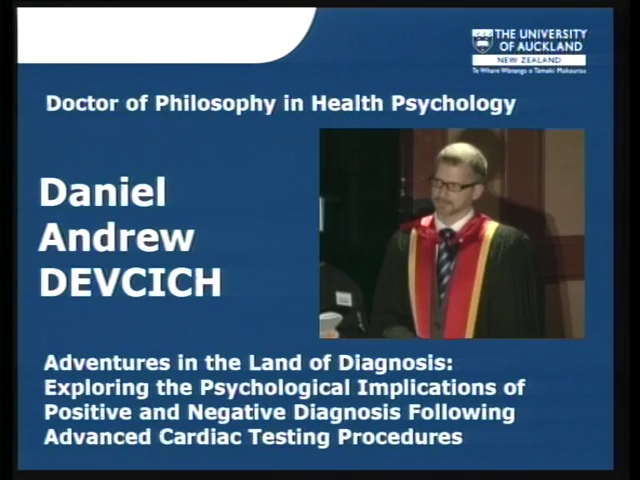 THE UNIVERSITY
OF AUCKLAND
NEW ZEALAND
Te Whare Wānanga o Tāmaki Makaurau
Doctor of Philosophy in Health Psychology
Daniel
Andrew
DEVCICH
Adventures in the Land of Diagnosis:
Exploring the Psychological Implications of
Positive and Negative Diagnosis Following
Advanced Cardiac Testing Procedures